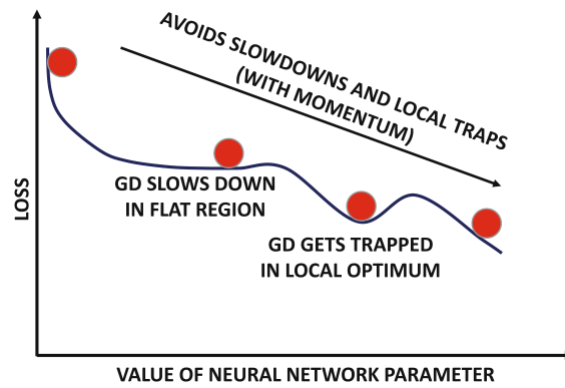 AVOIDS SLOWDOWNS AND LOCAL TRAPS
(WITH MOMENTUM)
GD SLOWS DOWN
IN FLAT REGION
GD GETS TRAPPED
IN LOCAL OPTIMUM
LOSS
VALUE OF NEURAL NETWORK PARAMETER